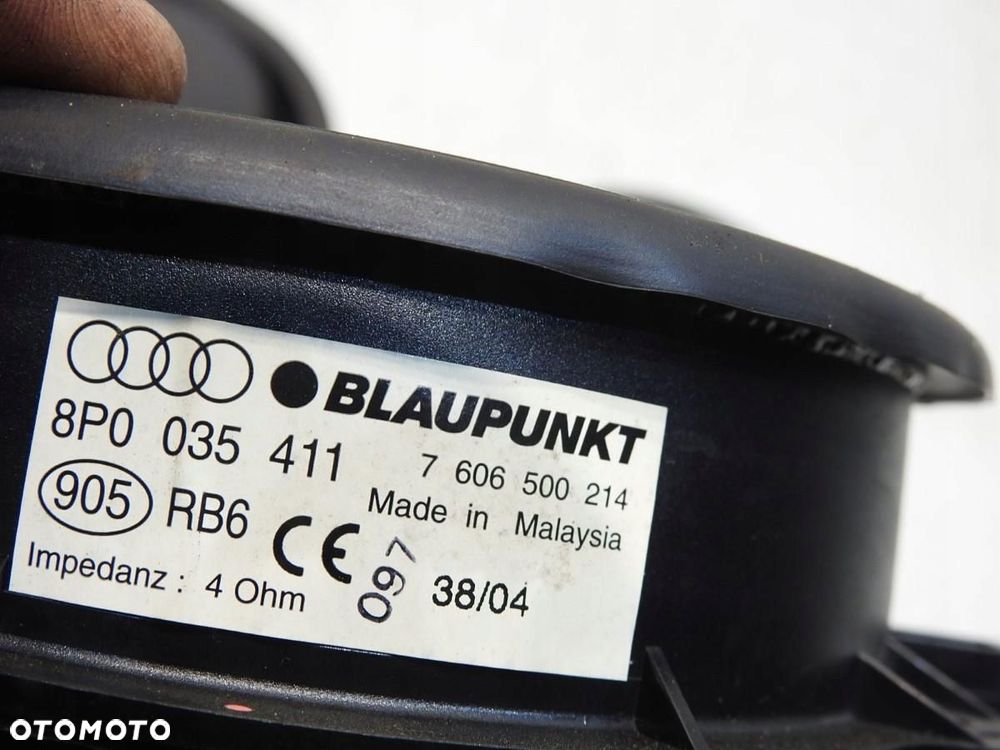 BLAUPUNKT
8P0 035 411
7 606 500 214
905 RB6 CE
Made in Malaysia
Impedanz : 4 Ohm
097
38/04
OTOMOTO